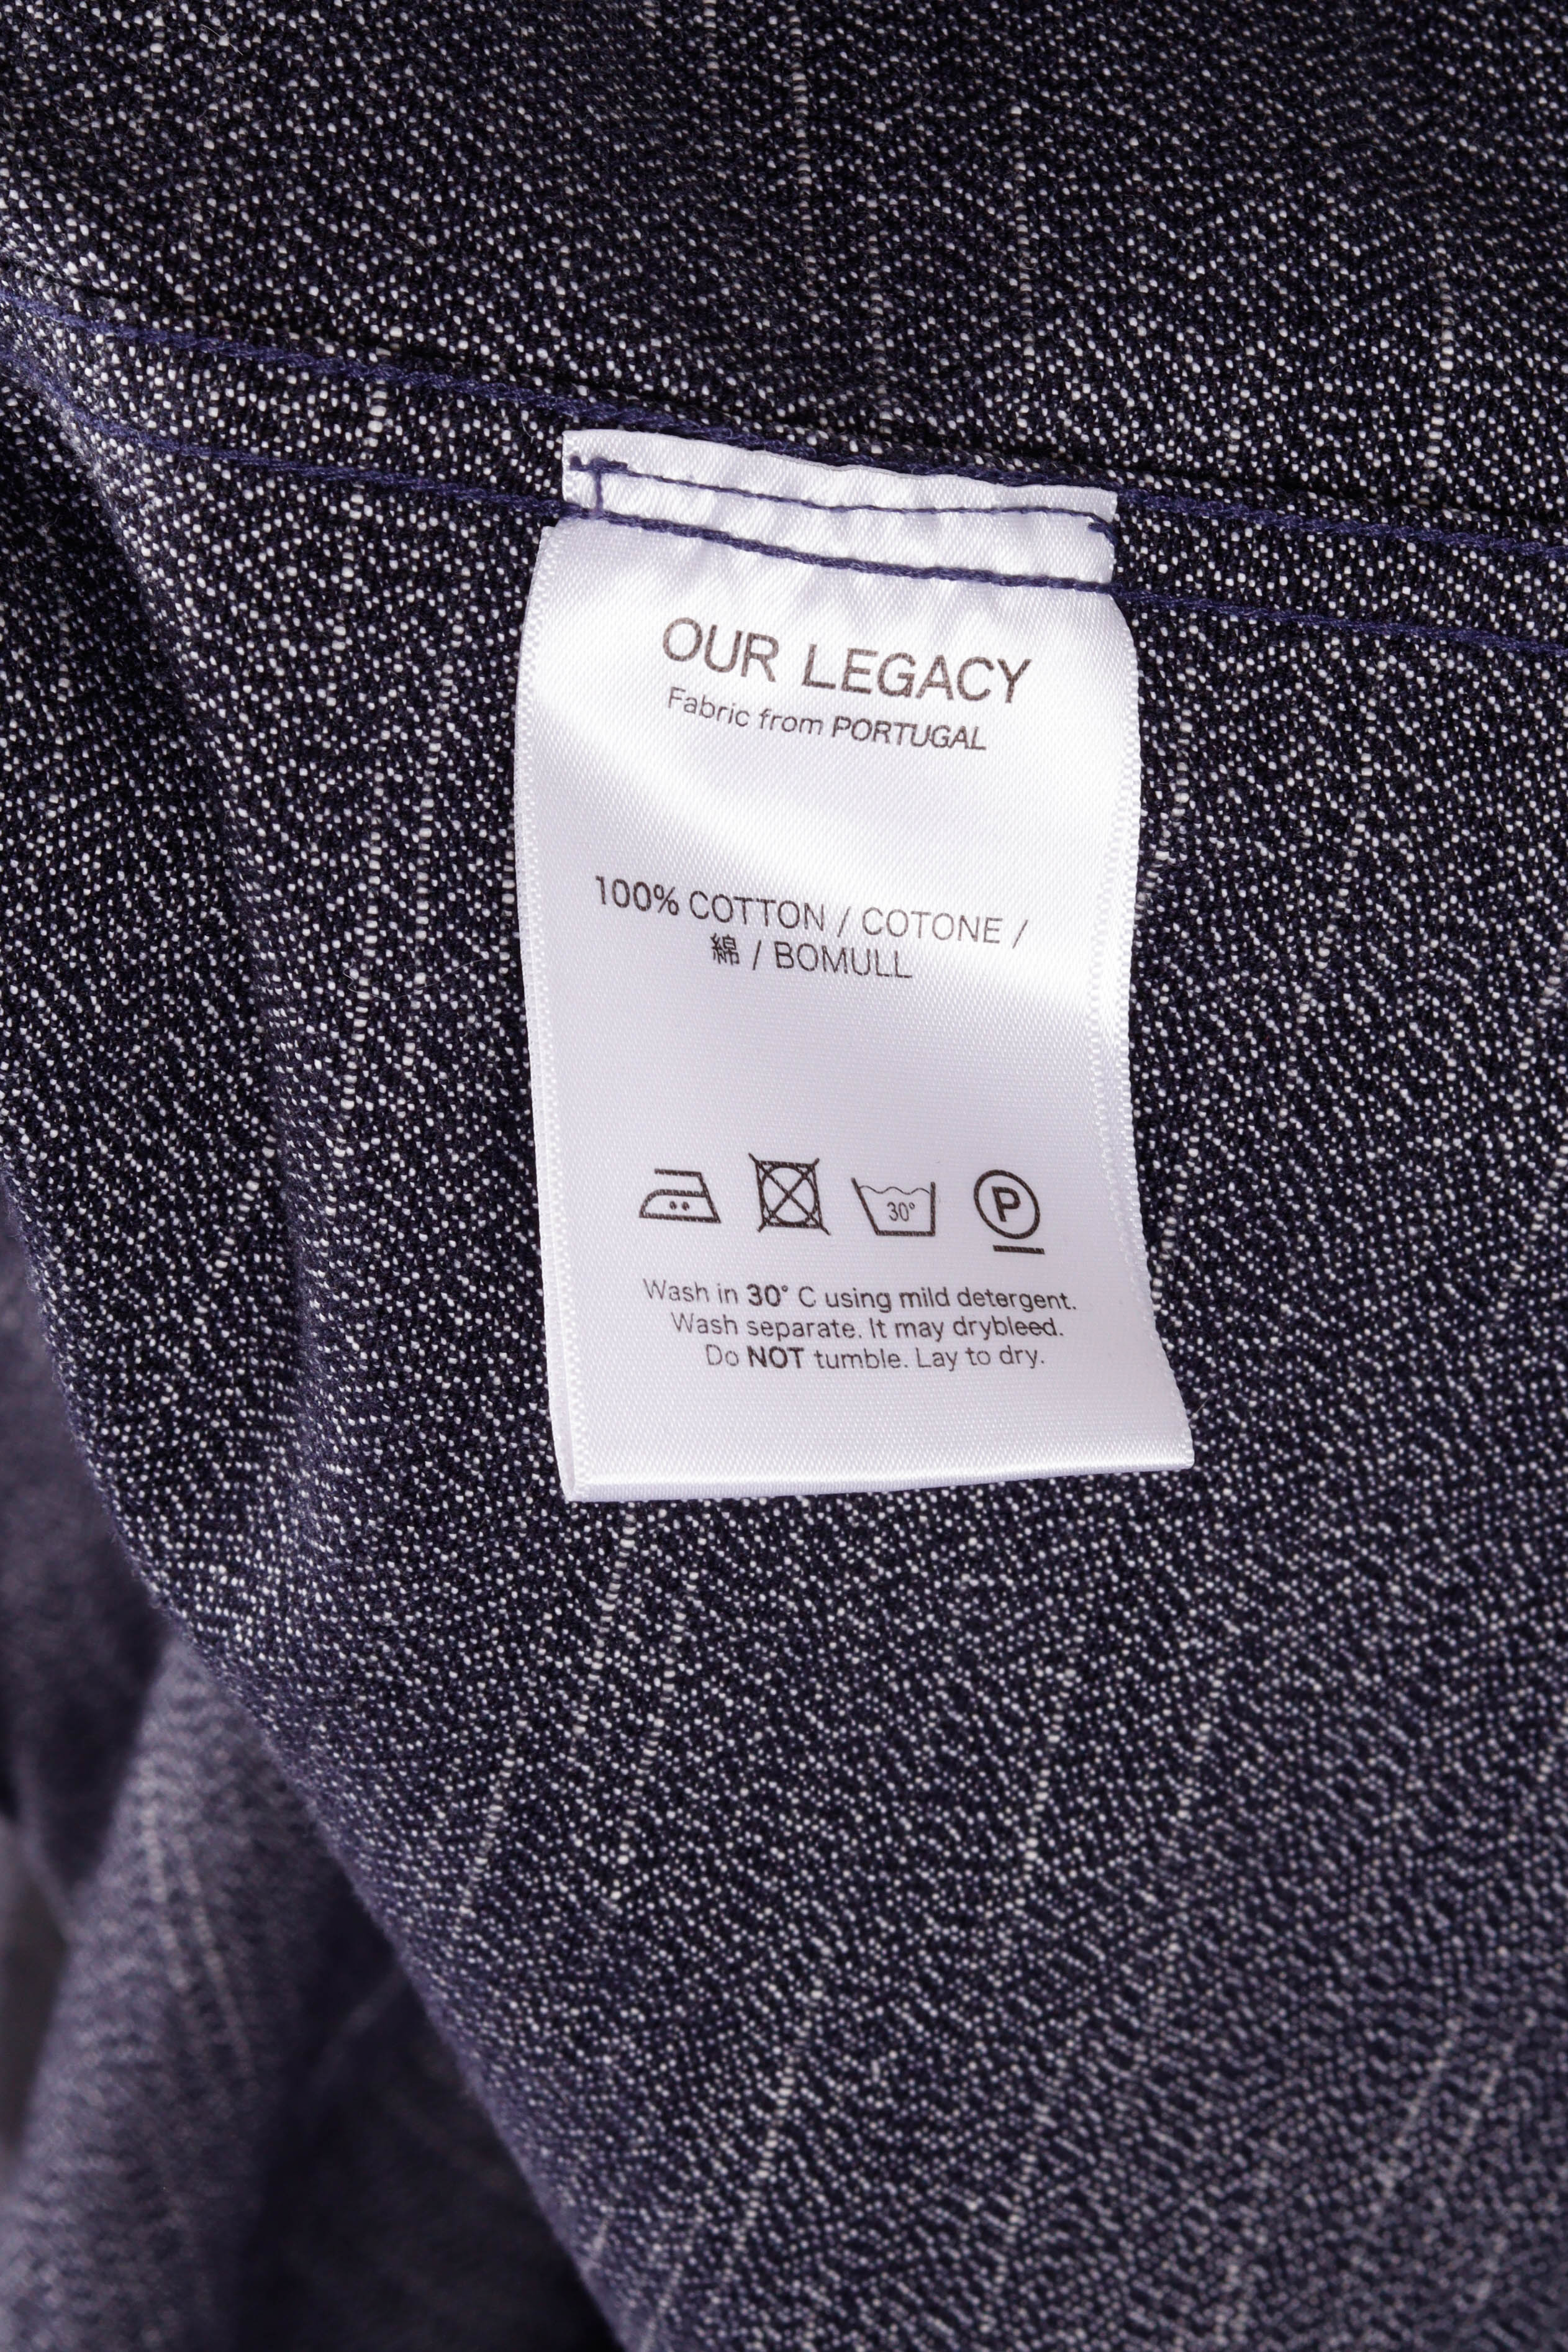 OUR LEGACY
Fabric from PORTUGAL
100% COTTON / COTONE /
綿 / BOMULL
30°
P
Wash in 30° C using mild detergent.
Wash separate. It may drybleed.
Do NOT tumble. Lay to dry.